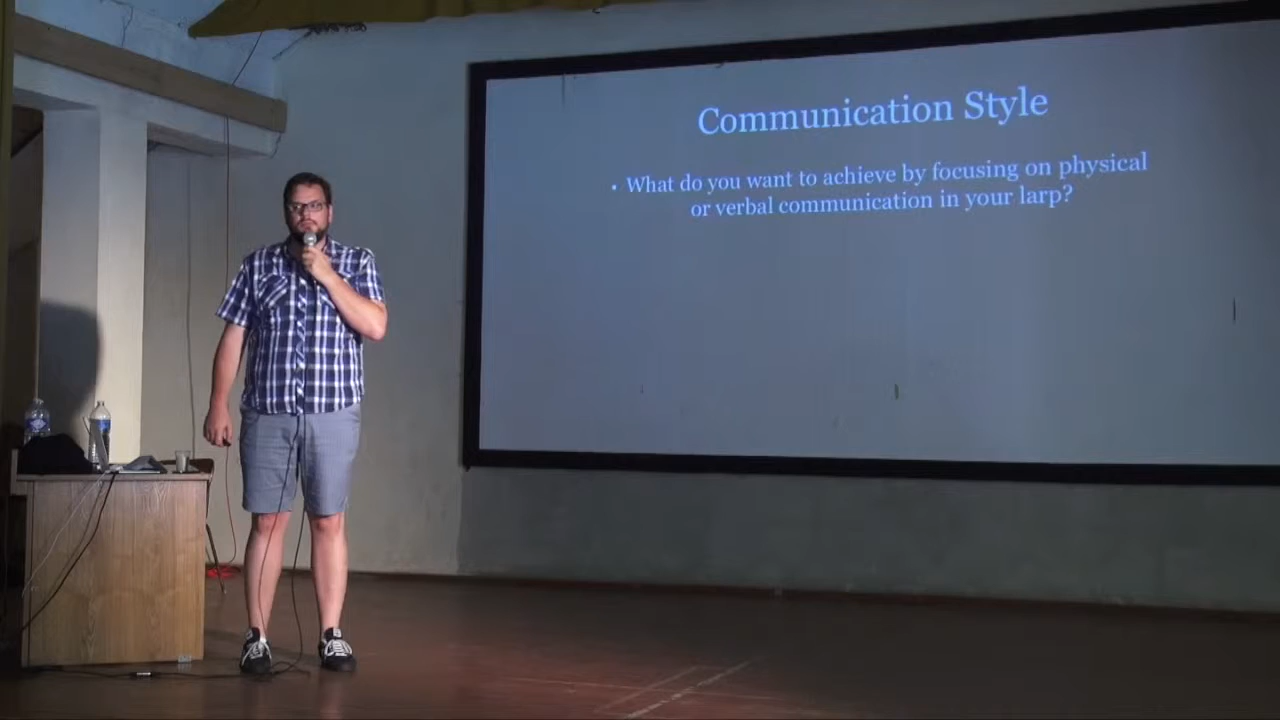 Communication Style
• What do you want to achieve by focusing on physical
or verbal communication in your larp?